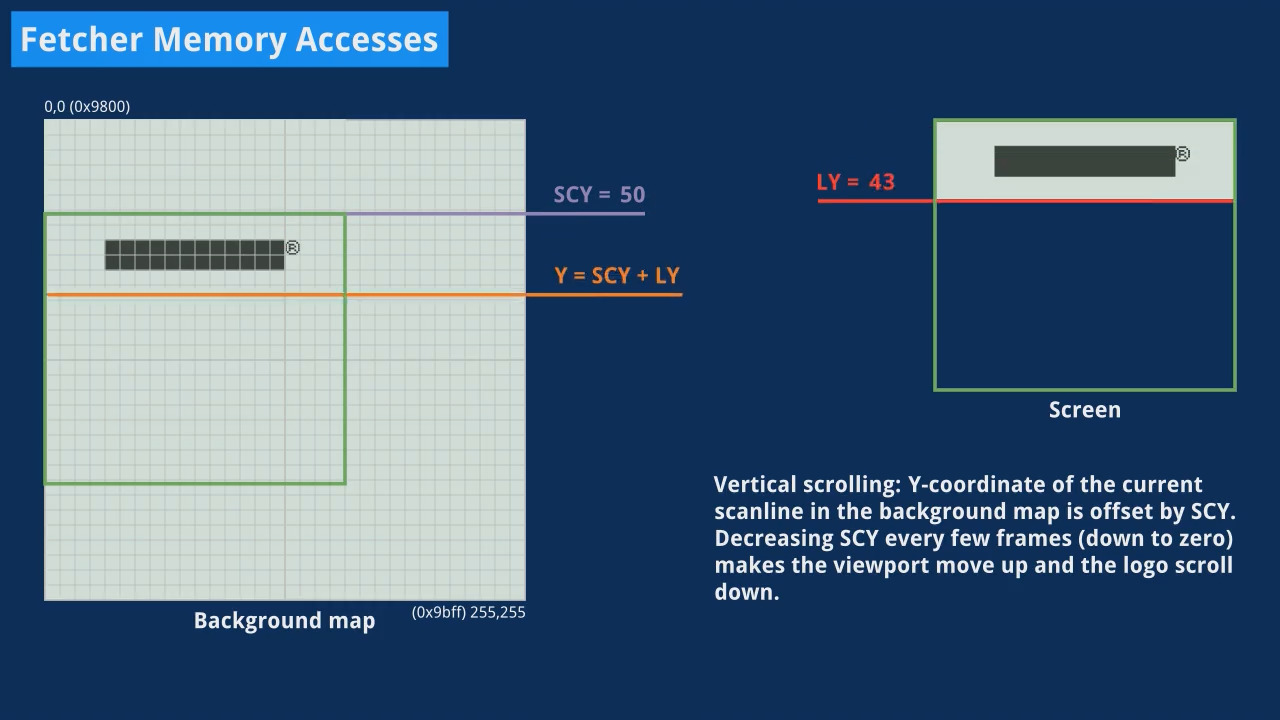 Fetcher Memory Accesses
0,0 (0x9800)
SCY = 50
LY = 43
®
®
Y = SCY + LY
Screen
Vertical scrolling: Y-coordinate of the current
scanline in the background map is offset by SCY.
Decreasing SCY every few frames (down to zero)
makes the viewport move up and the logo scroll
down.
(0x9bff) 255,255
Background map